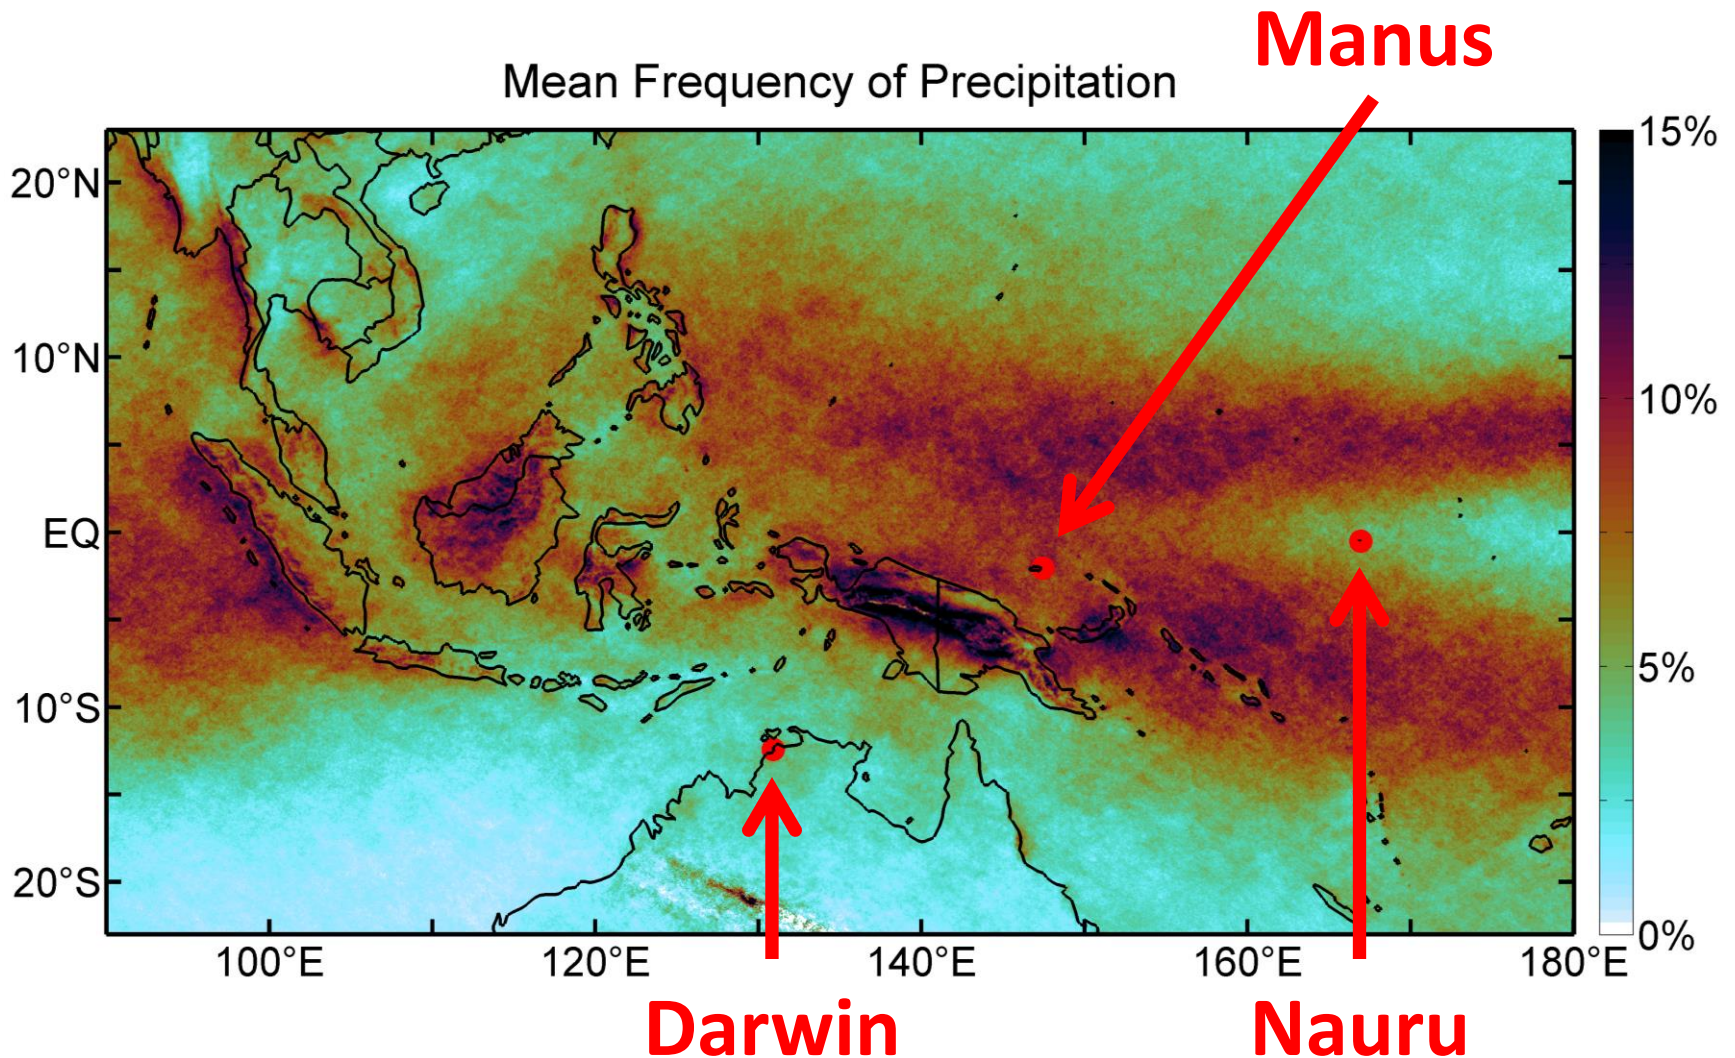 Manus
Mean Frequency of Precipitation
20°N
10°N
EQ
10°S
20°S
100°E
120°E
140°E
160°E
180°E
15%
10%
5%
0%
Darwin
Nauru